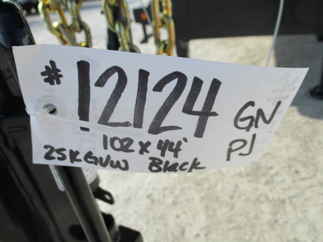 #12124 GN
102 x 44' PJ
25K GVW Black